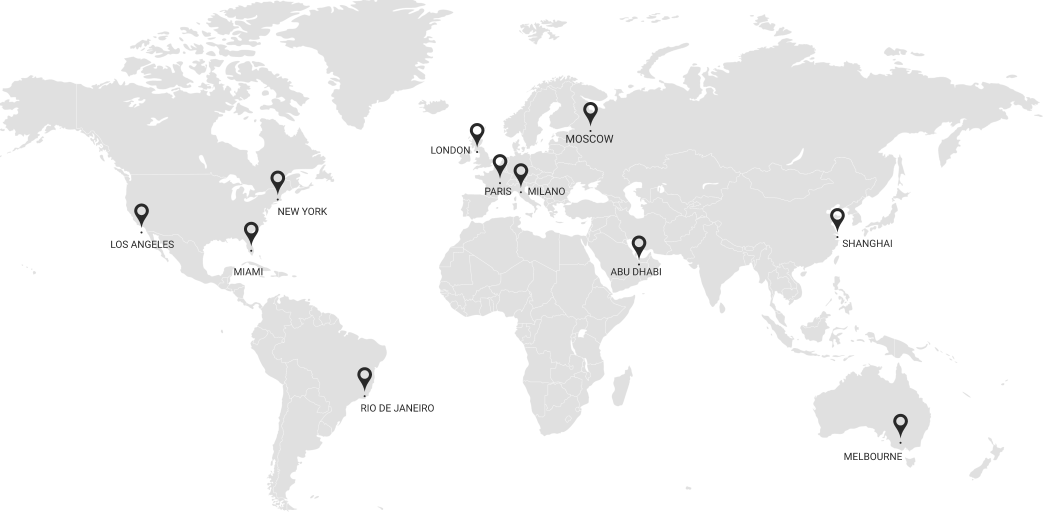 MOSCOW
LONDON
PARIS
MILANO
NEW YORK
LOS ANGELES
SHANGHAI
MIAMI
ABU DHABI
RIO DE JANEIRO
MELBOURNE